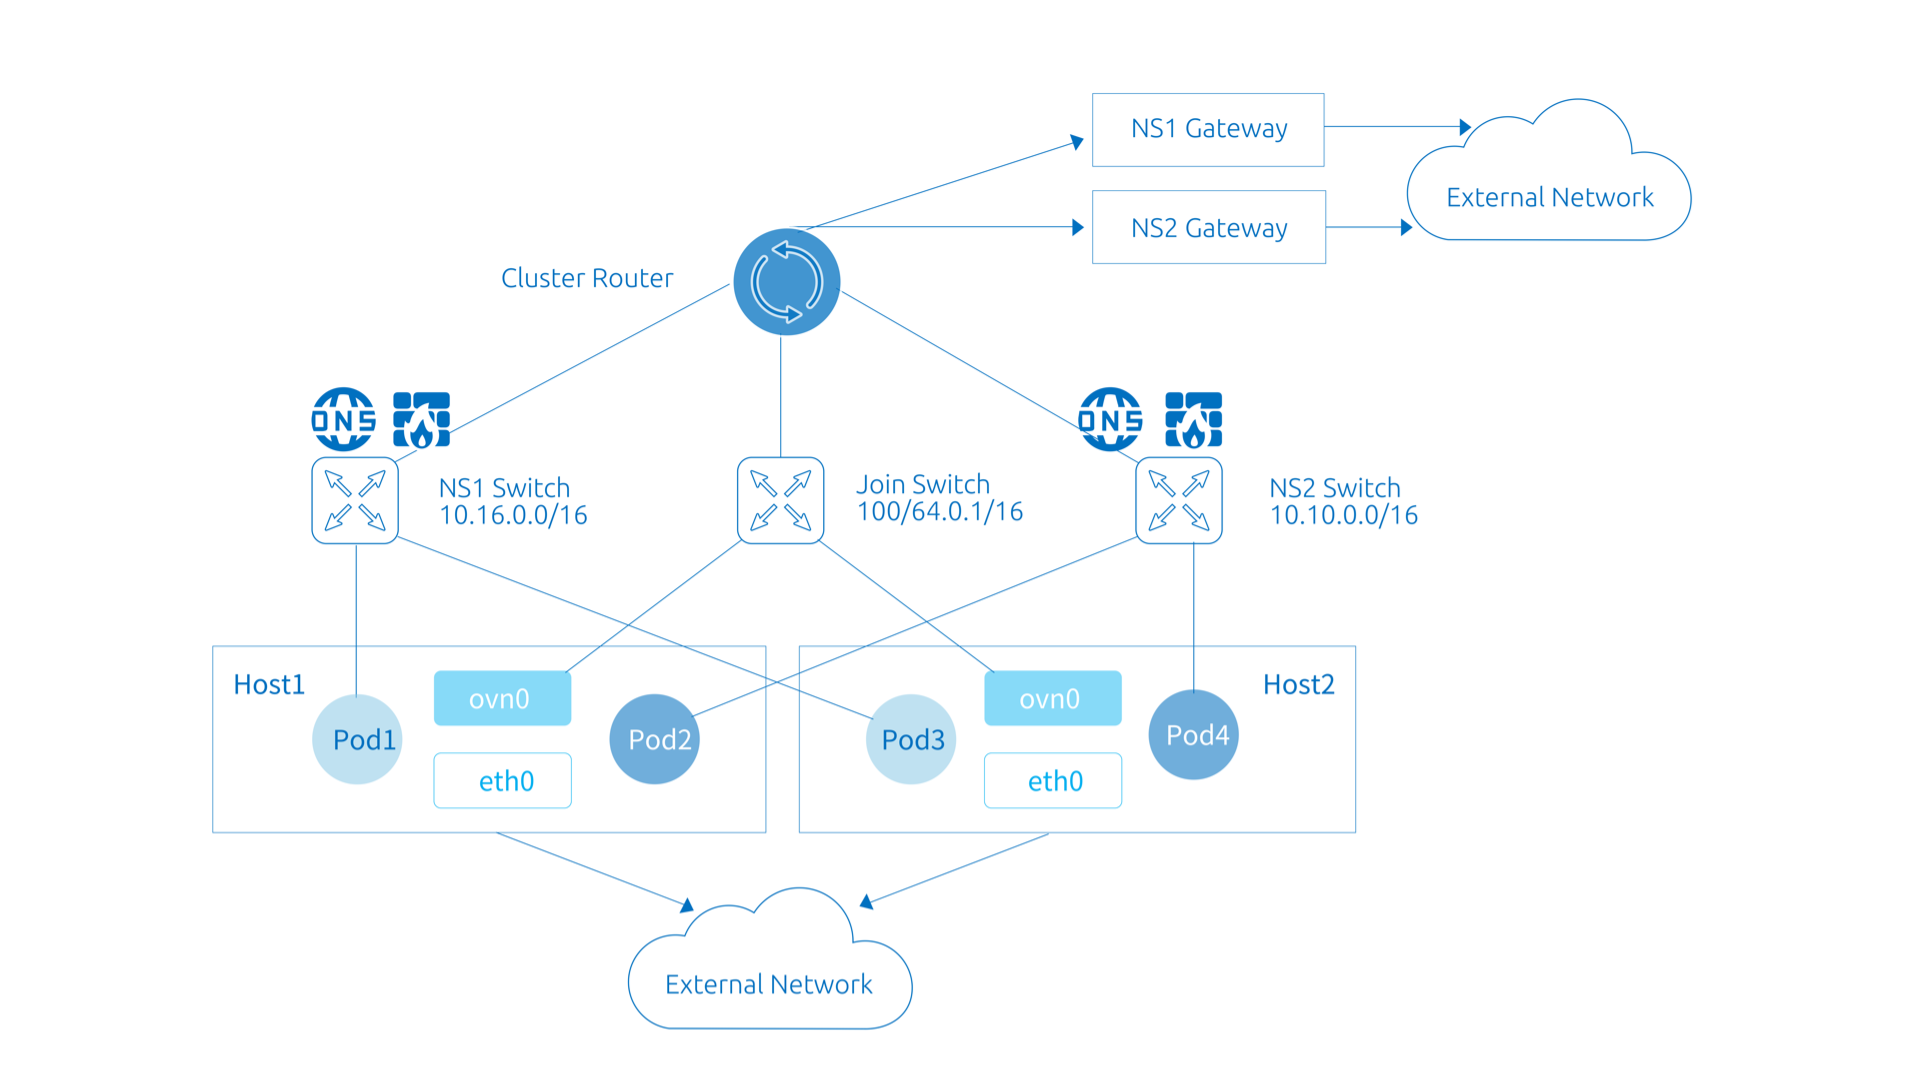 NS1 Gateway
External Network
NS2 Gateway
Cluster Router
DNS
DNS
NS1 Switch
10.16.0.0/16
Join Switch
100/64.0.1/16
NS2 Switch
10.10.0.0/16
Host1
ovn0
Pod1
Pod2
eth0
Host2
ovn0
Pod3
Pod4
eth0
External Network